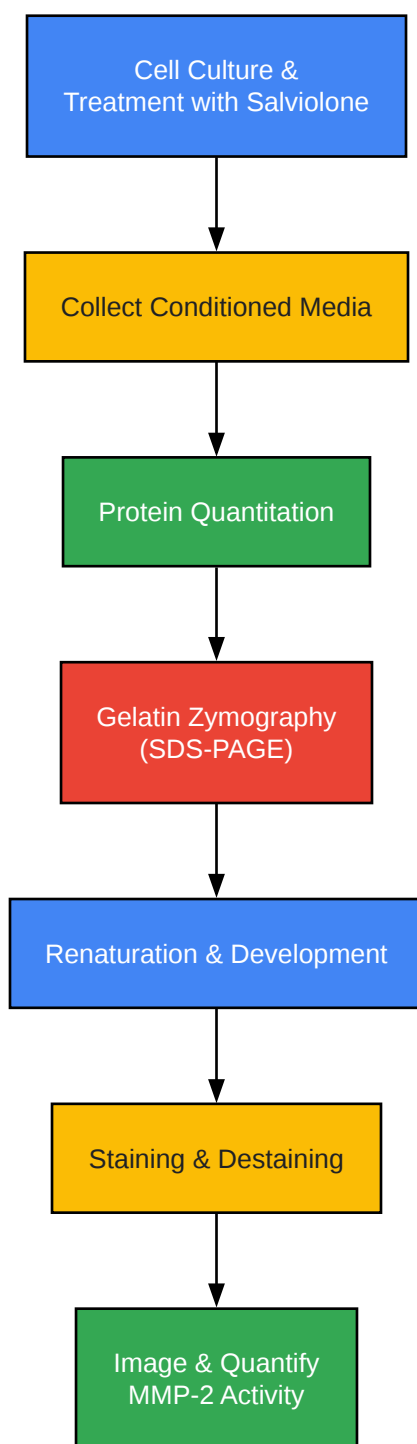 Cell Culture &
Treatment with Salviolone
Collect Conditioned Media
Protein Quantitation
Gelatin Zymography
(SDS-PAGE)
Renaturation & Development
Staining & Destaining
Image & Quantify
MMP-2 Activity